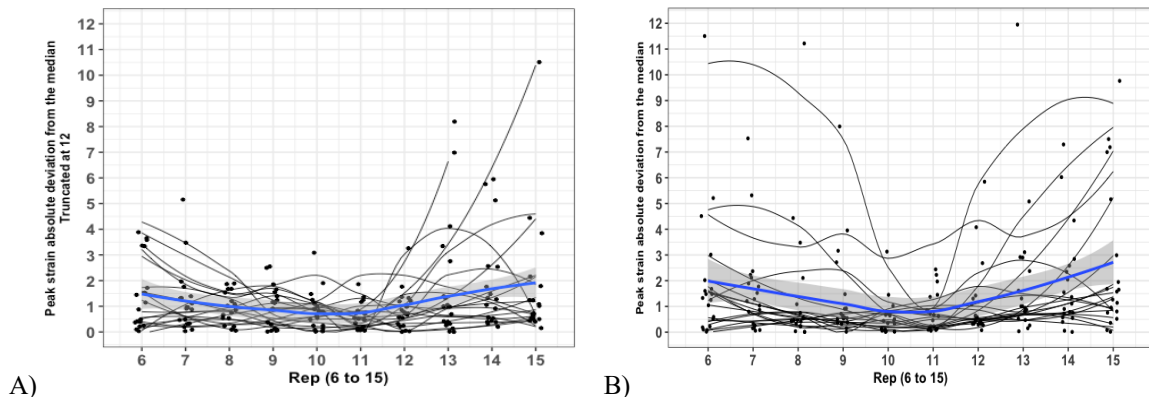 Peak strain absolute deviation from the median
Truncated at 12
12
11
10
9
8
7
6
5
4
3
2
1
0
6 7 8 9 10 11 12 13 14 15
Rep (6 to 15)
A)
Peak strain absolute deviation from the median
12
11
10
9
8
7
6
5
4
3
2
1
0
6 7 8 9 10 11 12 13 14 15
Rep (6 to 15)
B)